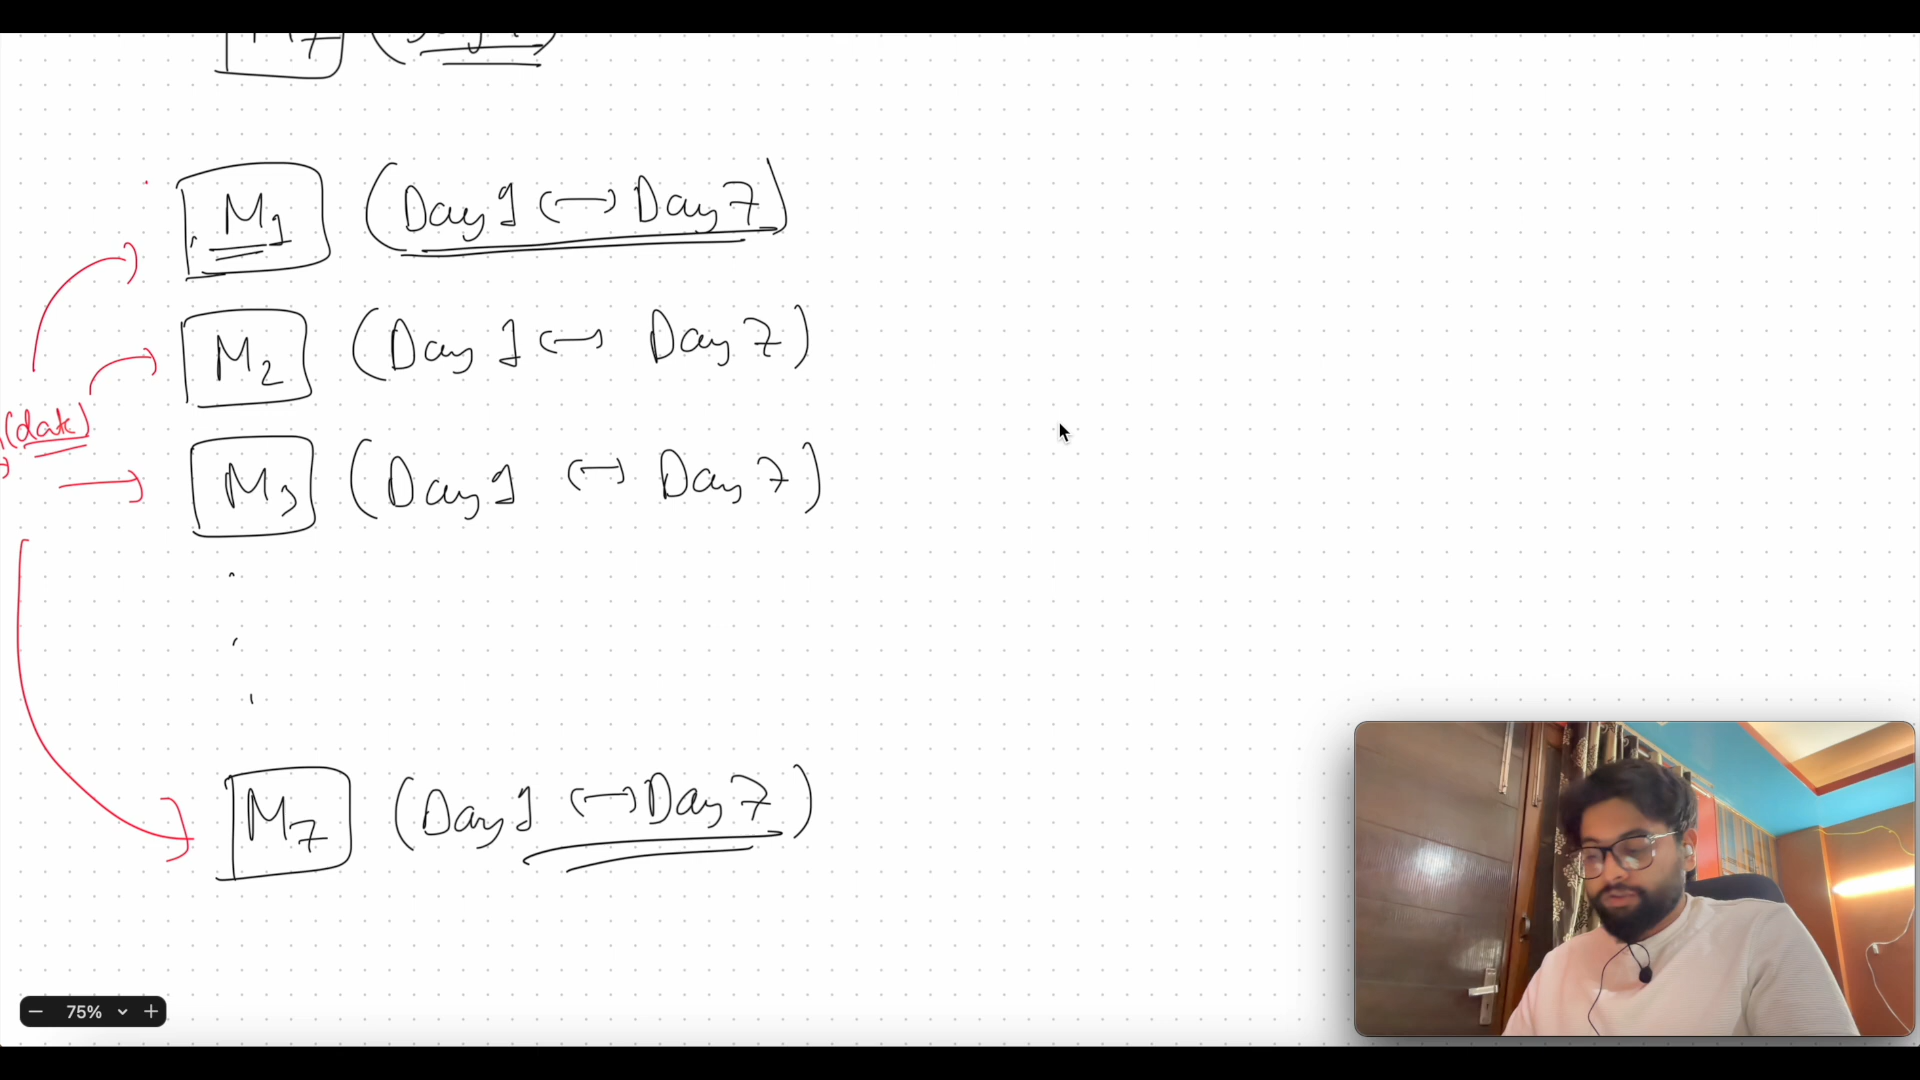 M1 (Day 1 ↔ Day 7)
M2 (Day 1 ↔ Day 7)
(date)
M3 (Day 1 ↔ Day 7)
M7 (Day 1 ↔ Day 7)
75%